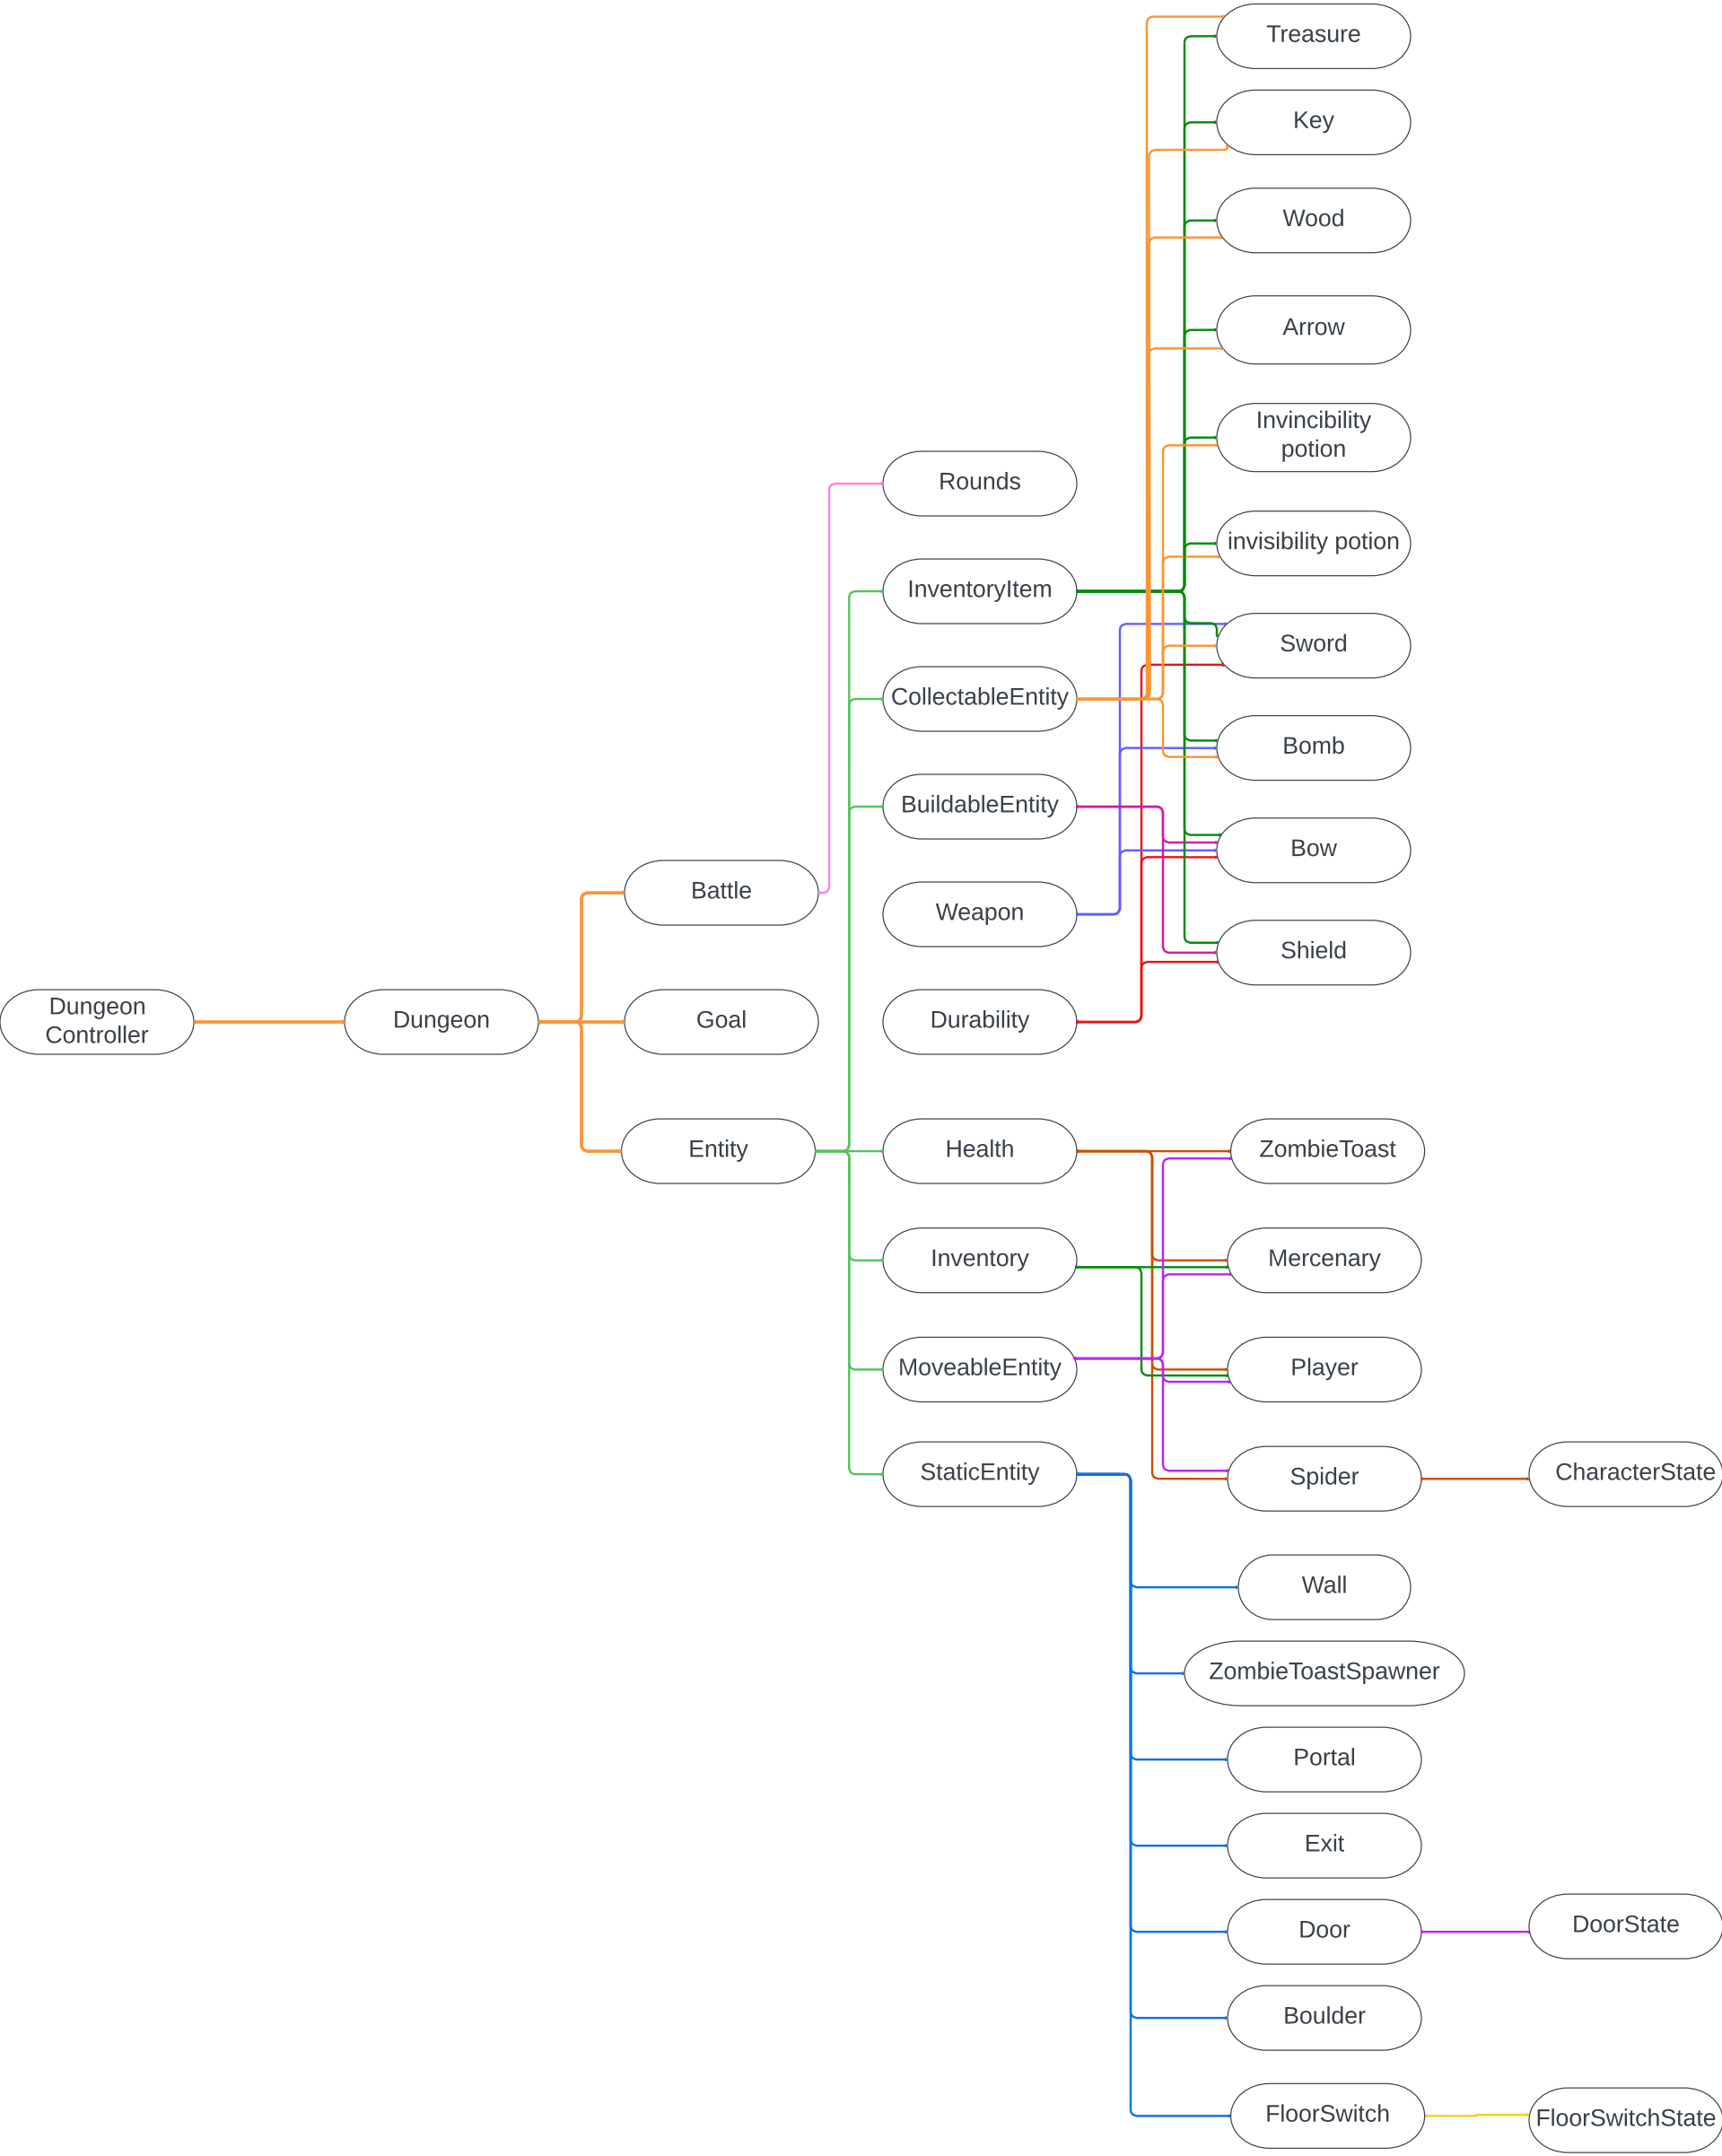 Treasure
Key
Wood
Arrow
Invincibility
potion
Rounds
invisibility potion
InventoryItem
Sword
CollectableEntity
Bomb
BuildableEntity
Bow
Battle
Weapon
Shield
Dungeon
Controller
Dungeon
Goal
Durability
Entity
Health
ZombieToast
Inventory
Mercenary
MoveableEntity
Player
StaticEntity
Spider
CharacterState
Wall
ZombieToastSpawner
Portal
Exit
Door
DoorState
Boulder
FloorSwitch
FloorSwitchState